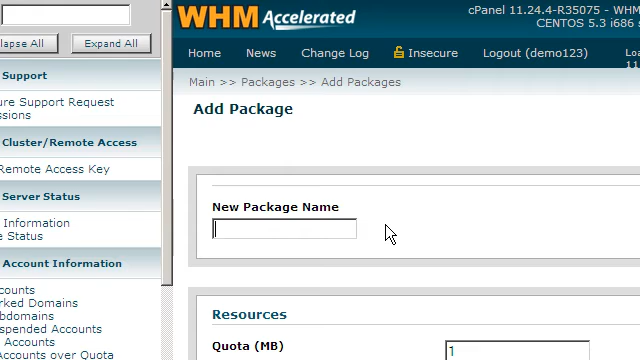 WHM Accelerated
cPanel 11.24.4-R35075 - WHM
CENTOS 5.3 i686
lapse All
Expand All
Home
News
Change Log
Insecure
Logout (demo123)
Loa
11
Support
ure Support Request
ssions
Cluster/Remote Access
Remote Access Key
Server Status
Information
e Status
Account Information
counts
rked Domains
bdomains
spended Accounts
Accounts
ccounts over Quota
Main >> Packages >> Add Packages
Add Package
New Package Name
Resources
Quota (MB)
1